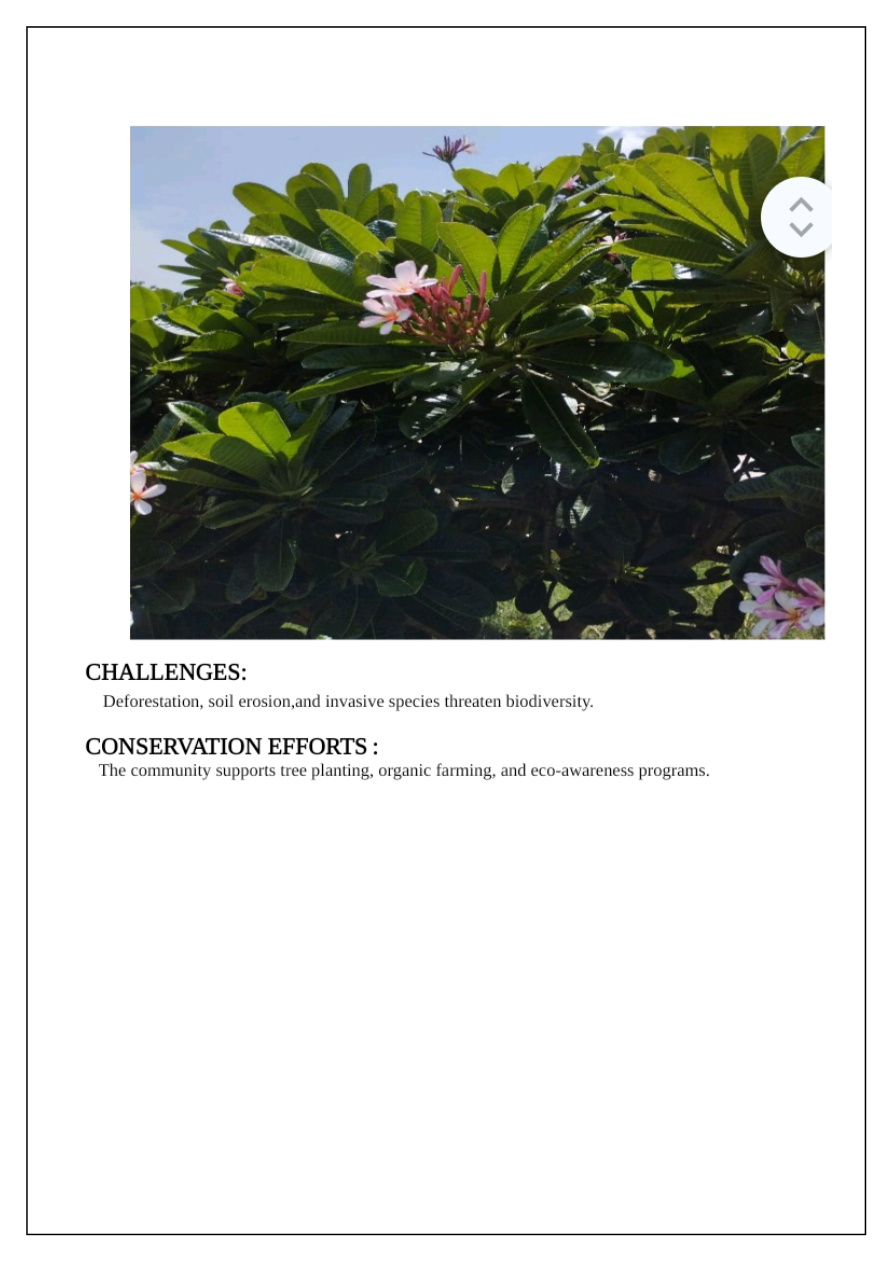 CHALLENGES:
Deforestation, soil erosion,and invasive species threaten biodiversity.
CONSERVATION EFFORTS :
The community supports tree planting, organic farming, and eco-awareness programs.